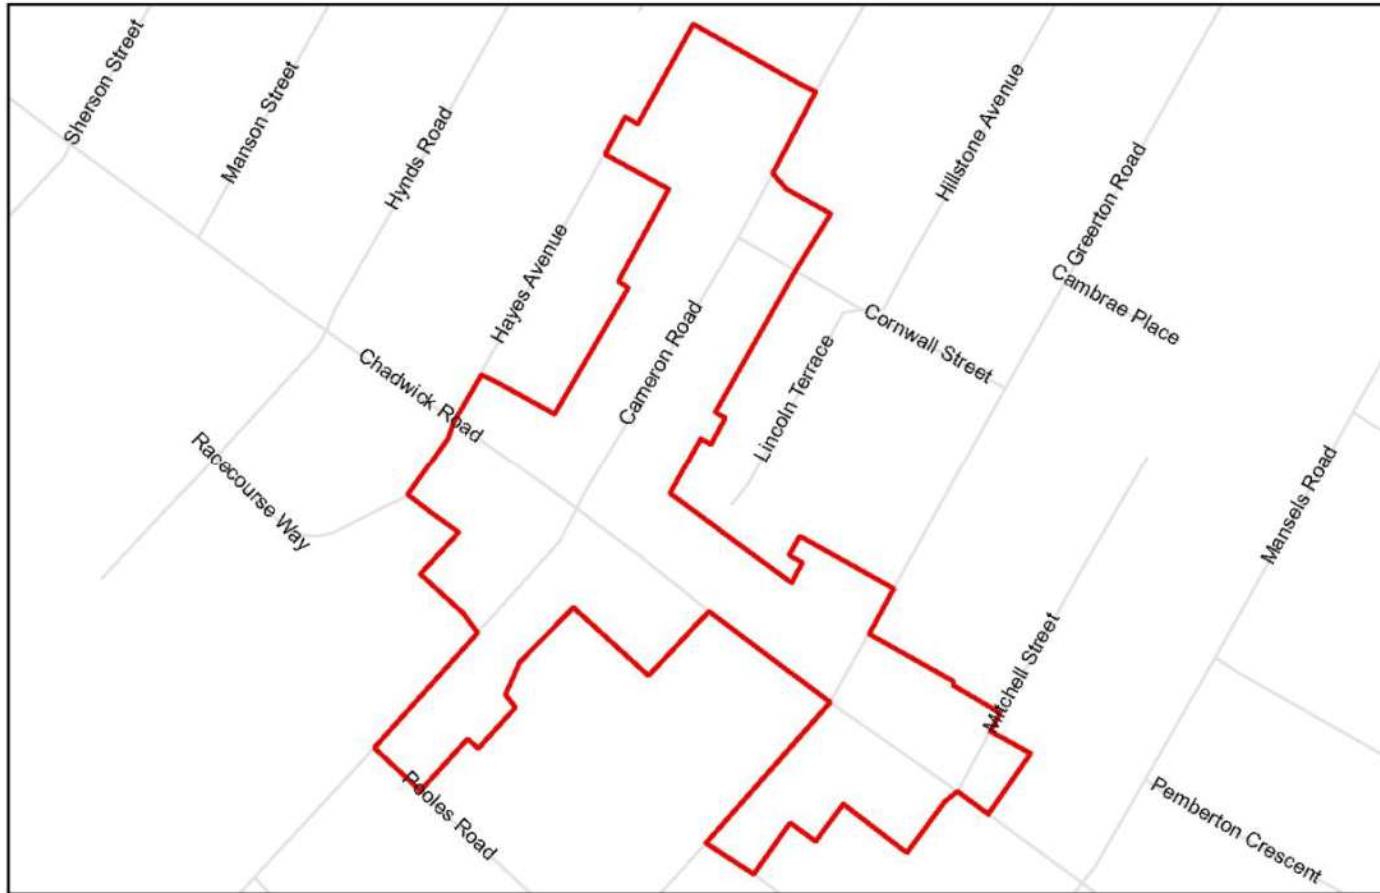 Sherson Street
Manson Street
Hynds Road
Hayes Avenue
Hillstone Avenue
Greerton Road
Cambrae Place
Cornwall Street
Cameron Road
Lincoln Terrace
Chadwick Road
Racecourse Way
Mansels Road
Mitchell Street
Pooles Road
Pemberton Crescent